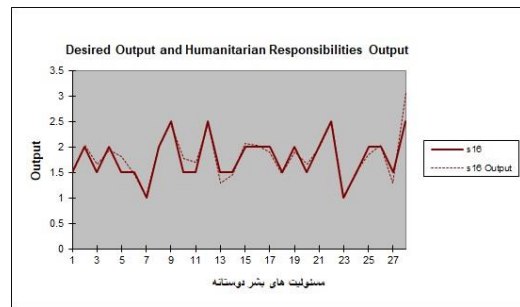 Desired Output and Humanitarian Responsibilities Output
3.5
3
2.5
2
1.5
1
0.5
0
Output
1 3 5 7 9 11 13 15 17 19 21 23 25 27
مسئولیت های بشر دوستانه
s16
s16 Output